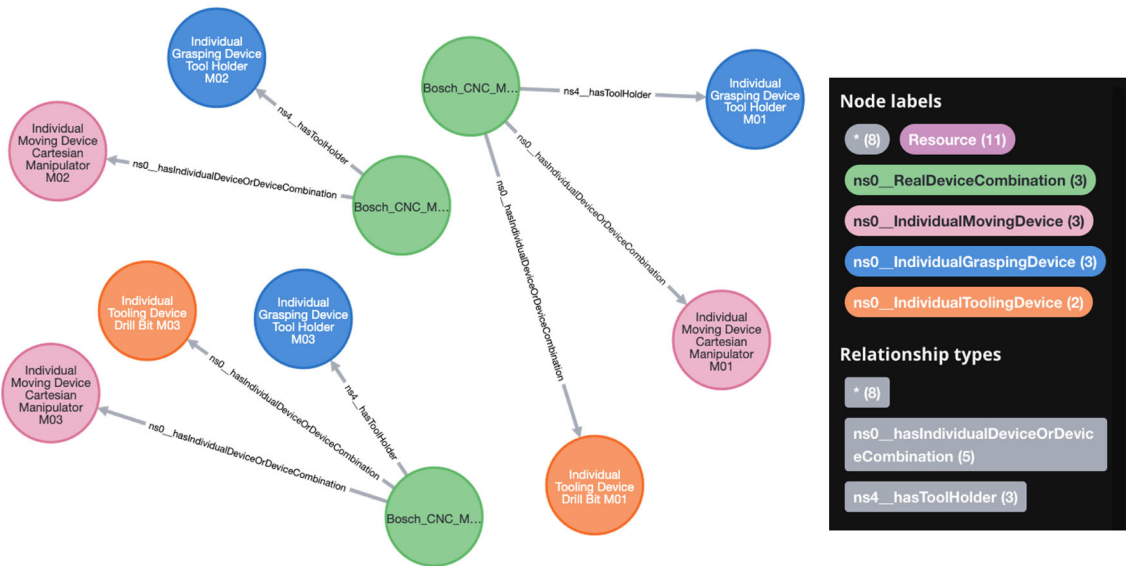 Individual
Grasping Device
Tool Holder
M02
Individual
Moving Device
Cartesian
Manipulator
M02
ns4__hasToolHolder
ns0__hasIndividualDeviceOrDeviceCombination
Bosch_CNC_M...
Bosch_CNC_M...
ns4__hasToolHolder
Individual
Grasping Device
Tool Holder
M01
ns0__hasIndividualDeviceOrDeviceCombination
ns0__hasIndividualDeviceOrDeviceCombination
Individual
Moving Device
Cartesian
Manipulator
M01
Individual
Tooling Device
Drill Bit M01
Individual
Tooling Device
Drill Bit M03
Individual
Grasping Device
Tool Holder
M03
Individual
Moving Device
Cartesian
Manipulator
M03
ns0__hasIndividualDeviceOrDeviceCombination
ns4__hasToolHolder
ns0__hasIndividualDeviceOrDeviceCombination
Bosch_CNC_M...
Node labels
* (8)
Resource (11)
ns0__RealDeviceCombination (3)
ns0__IndividualMovingDevice (3)
ns0__IndividualGraspingDevice (3)
ns0__IndividualToolingDevice (2)
Relationship types
* (8)
ns0__hasIndividualDeviceOrDevic
eCombination (5)
ns4__hasToolHolder (3)